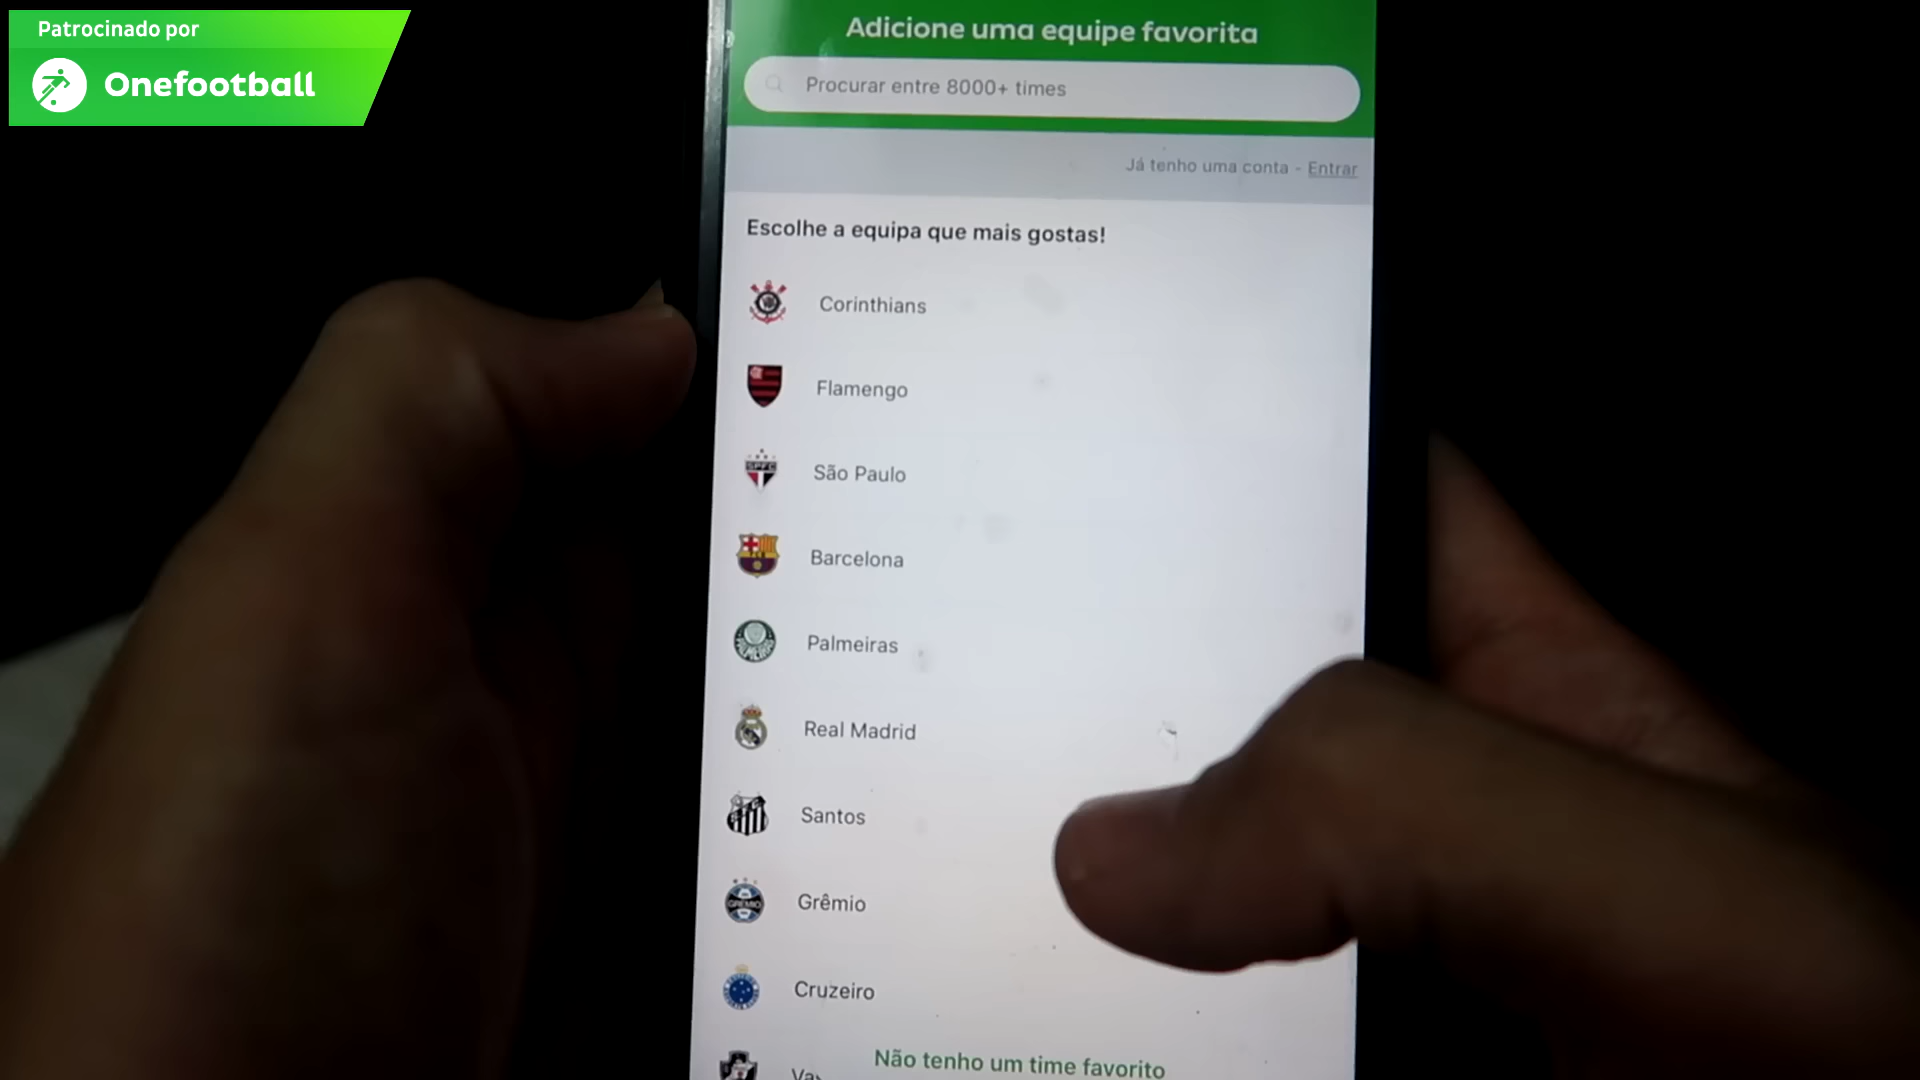 Patrocinado por
Onefootball
Adicione uma equipe favorita
Procurar entre 8000+ times
Já tenho uma conta - Entrar
Escolhe a equipa que mais gostas!
Corinthians
Flamengo
SPFC
São Paulo
Barcelona
Palmeiras
Real Madrid
Santos
Grêmio
Cruzeiro
Não tenho um time favorito